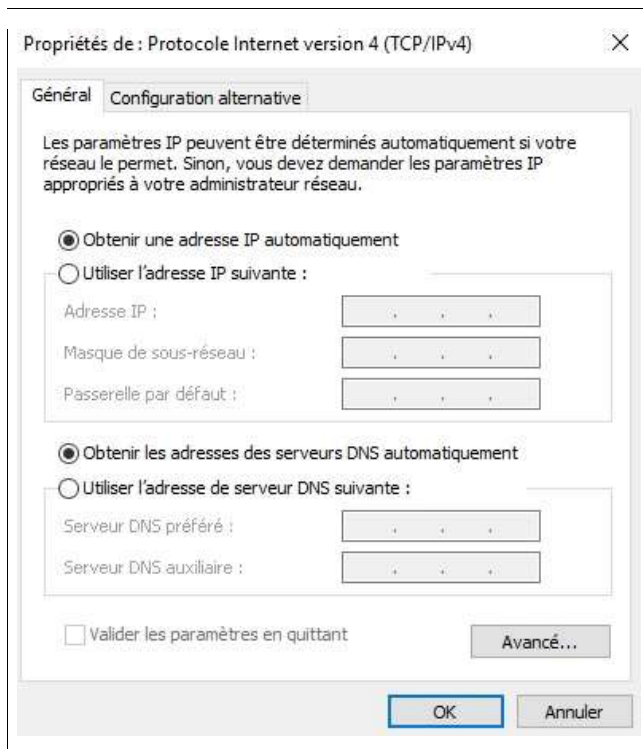 Propriétés de : Protocole Internet version 4 (TCP/IPv4)
Général
Configuration alternative
Les paramètres IP peuvent être déterminés automatiquement si votre
réseau le permet. Sinon, vous devez demander les paramètres IP
appropriés à votre administrateur réseau.
Obtenir une adresse IP automatiquement
Utiliser l'adresse IP suivante :
Adresse IP :
Masque de sous-réseau :
Passerelle par défaut :
Obtenir les adresses des serveurs DNS automatiquement
Utiliser l'adresse de serveur DNS suivante :
Serveur DNS préféré :
Serveur DNS auxiliaire :
Valider les paramètres en quittant
Avancé...
OK
Annuler